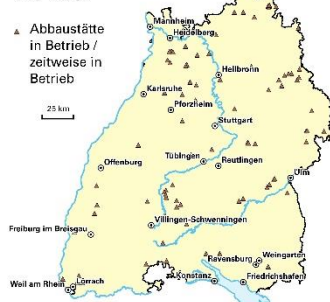 Abbaustätte
in Betrieb /
zeitweise in
Betrieb
25 km
Mannheim
Heidelberg
Heilbronn
Karlsruhe
Pforzheim
Stuttgart
Tübingen
Reutlingen
Offenburg
Ulm
Villingen-Schwenningen
Freiburg im Breisgau
Weingarten
Ravensburg
Konstanz
Friedrichshafen
Lörrach
Weil am Rhein